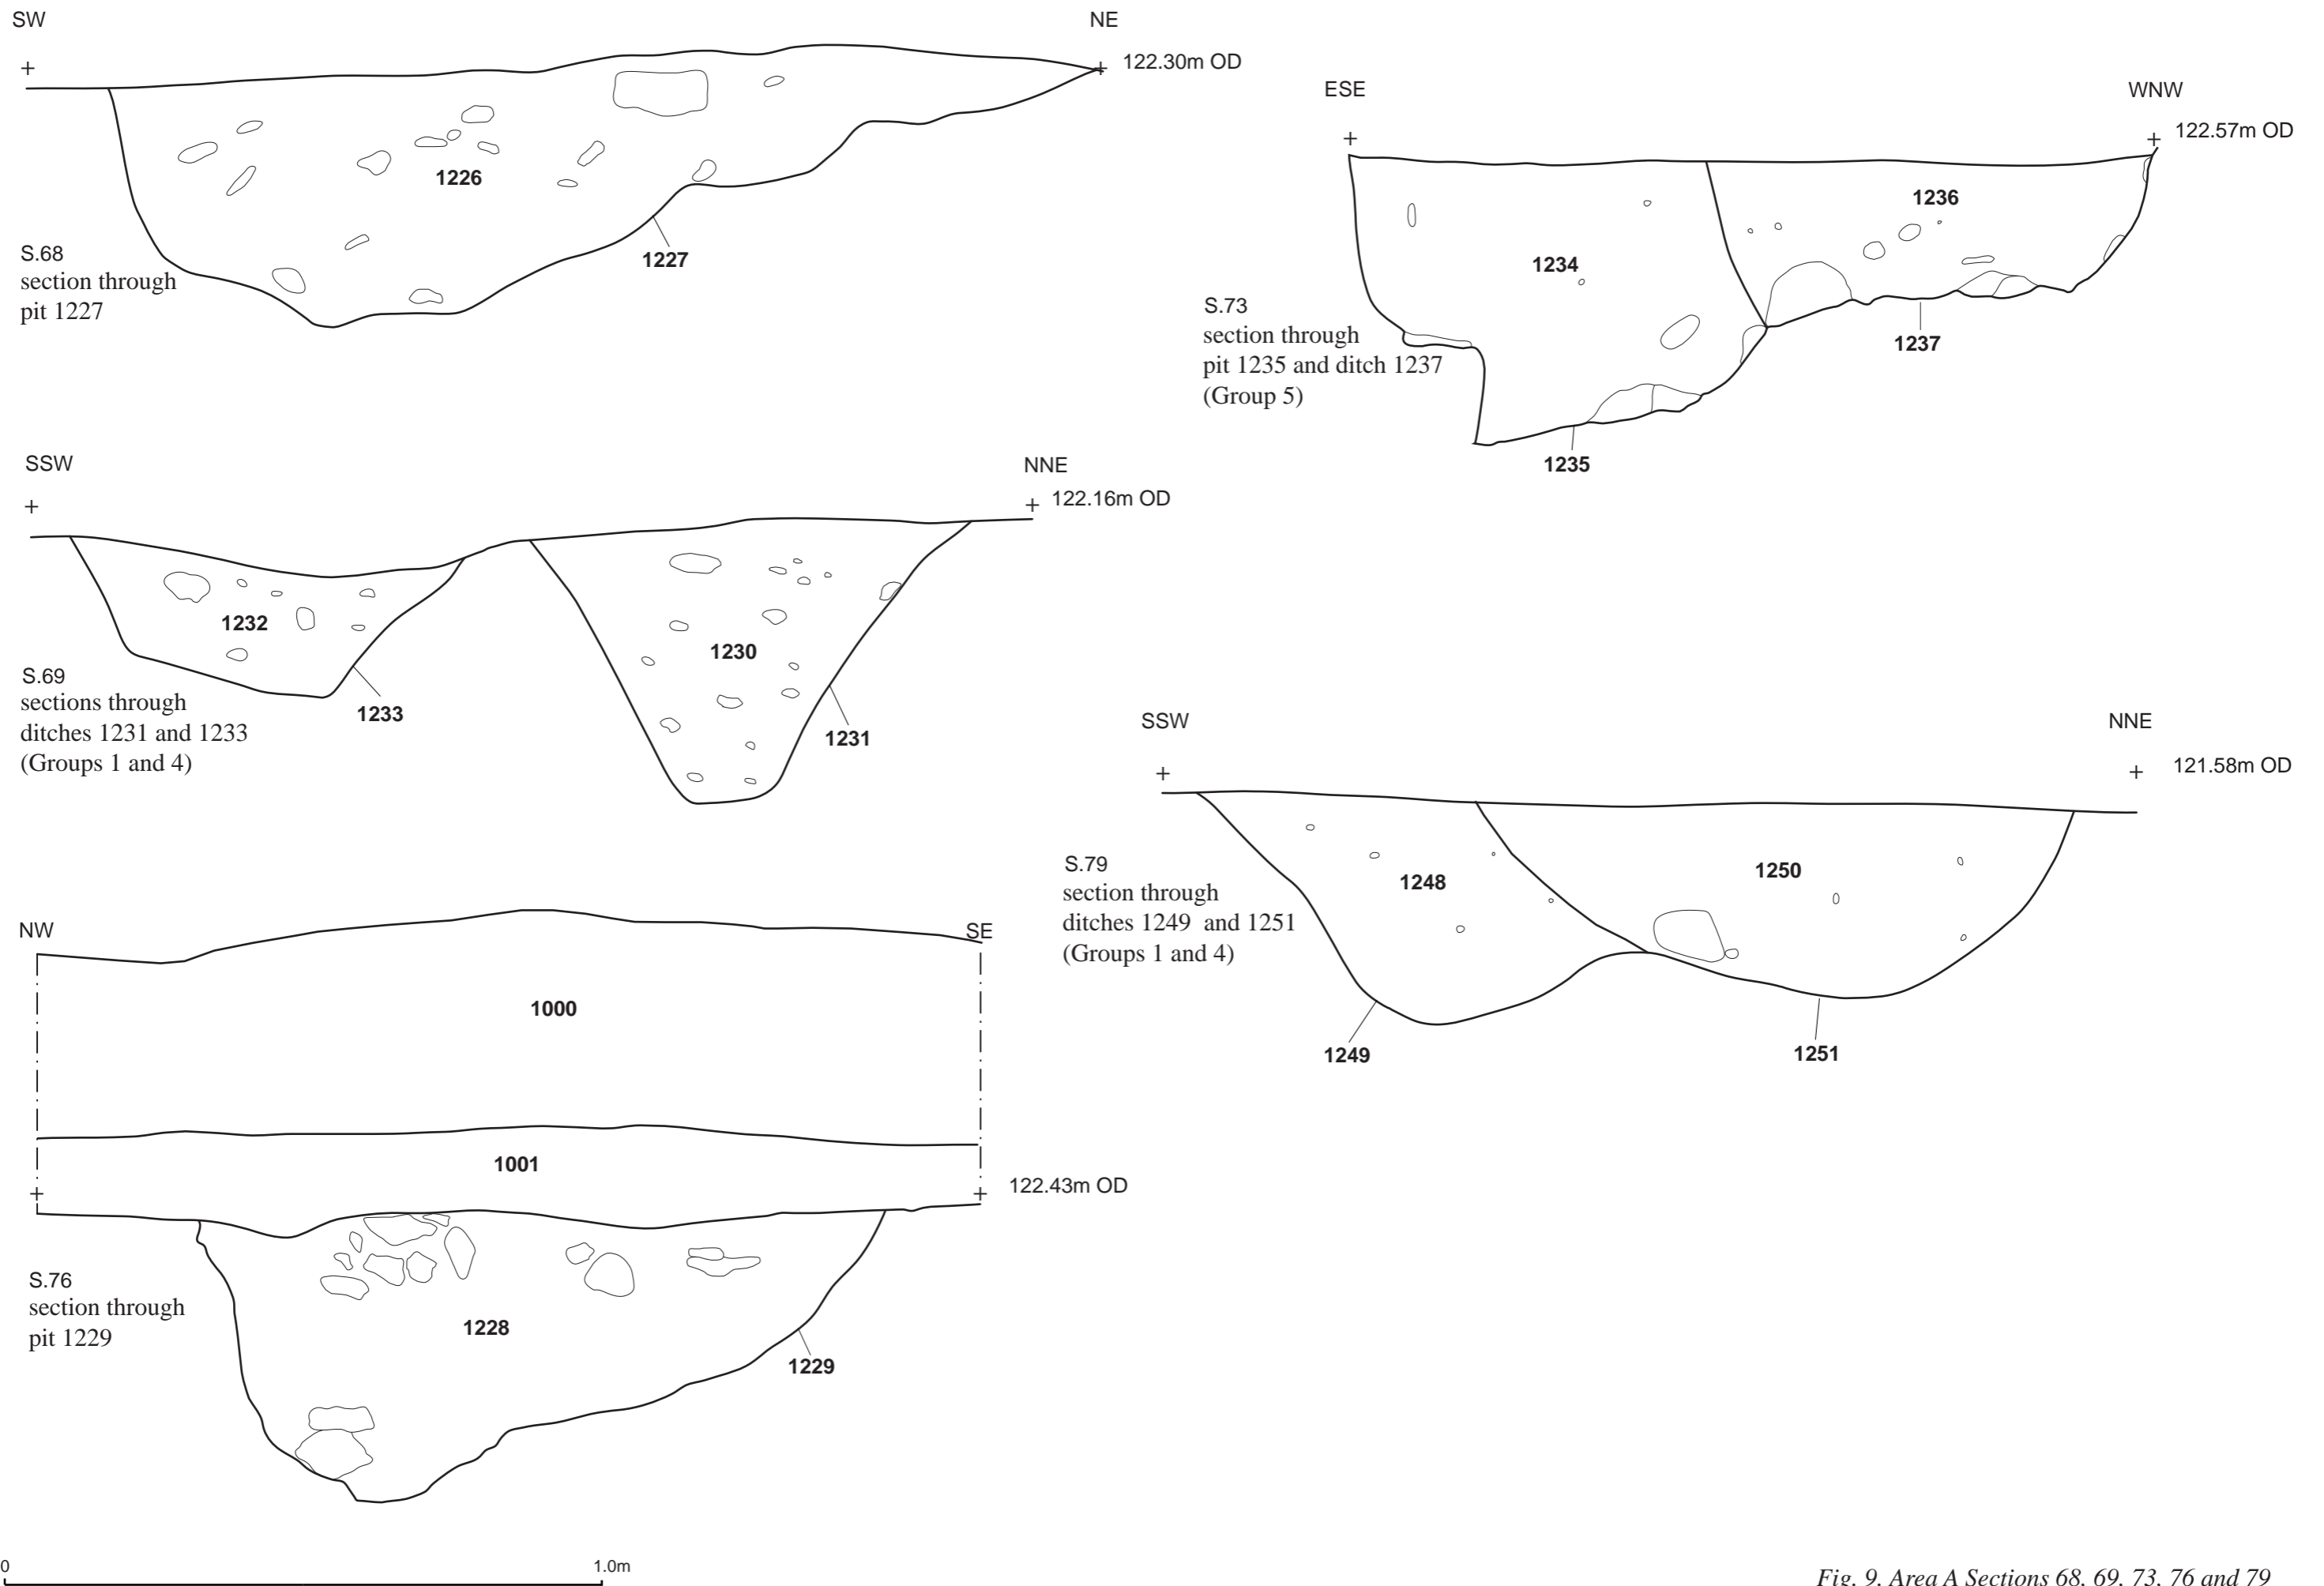 SW
NE
122.30m OD
1226
1227
S.68
section through
pit 1227
ESE
WNW
122.57m OD
1236
1234
S.73
section through
pit 1235 and ditch 1237
(Group 5)
1237
1235
SSW
NNE
122.16m OD
1232
1230
S.69
sections through
ditches 1231 and 1233
(Groups 1 and 4)
1233
1231
SSW
NNE
121.58m OD
S.79
section through
ditches 1249 and 1251
(Groups 1 and 4)
1248
1250
1249
1251
NW
SE
1000
1001
122.43m OD
S.76
section through
pit 1229
1228
1229
0
1.0m
Fig. 9. Area A Sections 68, 69, 73, 76 and 79